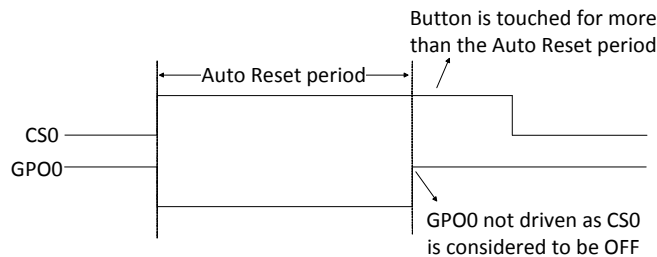 Button is touched for more
than the Auto Reset period
Auto Reset period
CS0
GPO0
GPO0 not driven as CS0
is considered to be OFF